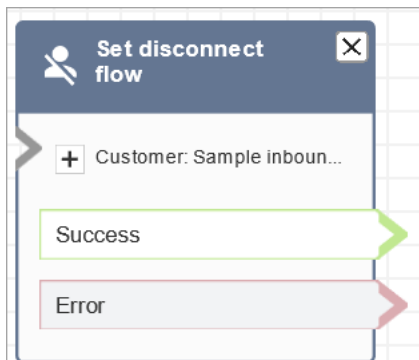 Set disconnect
flow
Customer: Sample inboun...
Success
Error